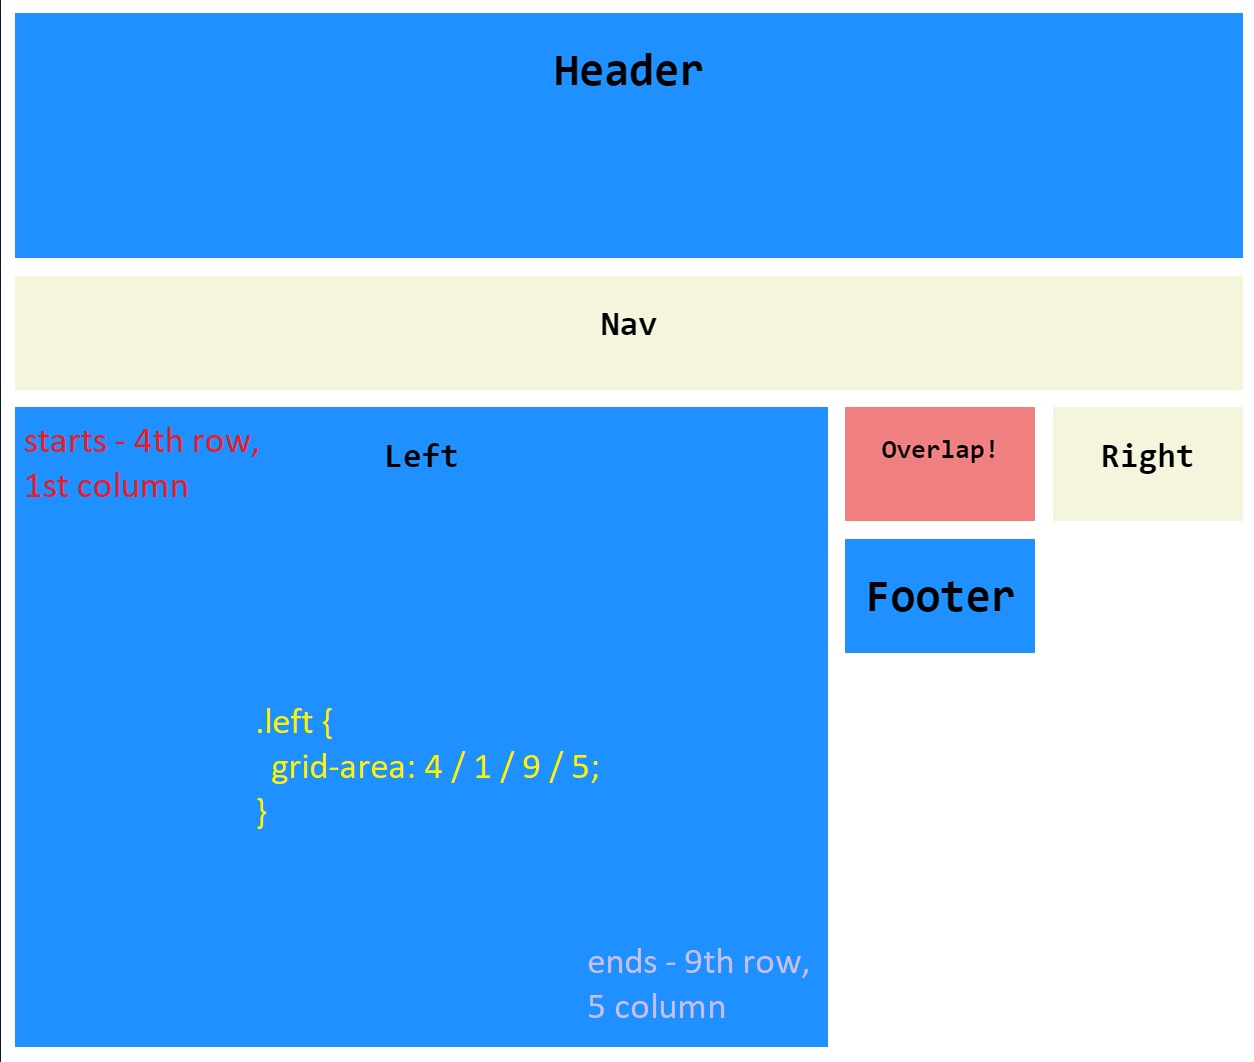 Header
Nav
starts - 4th row,
1st column
Left
Overlap!
Right
Footer
.left {
grid-area: 4 / 1 / 9 / 5;
}
ends - 9th row,
5 column